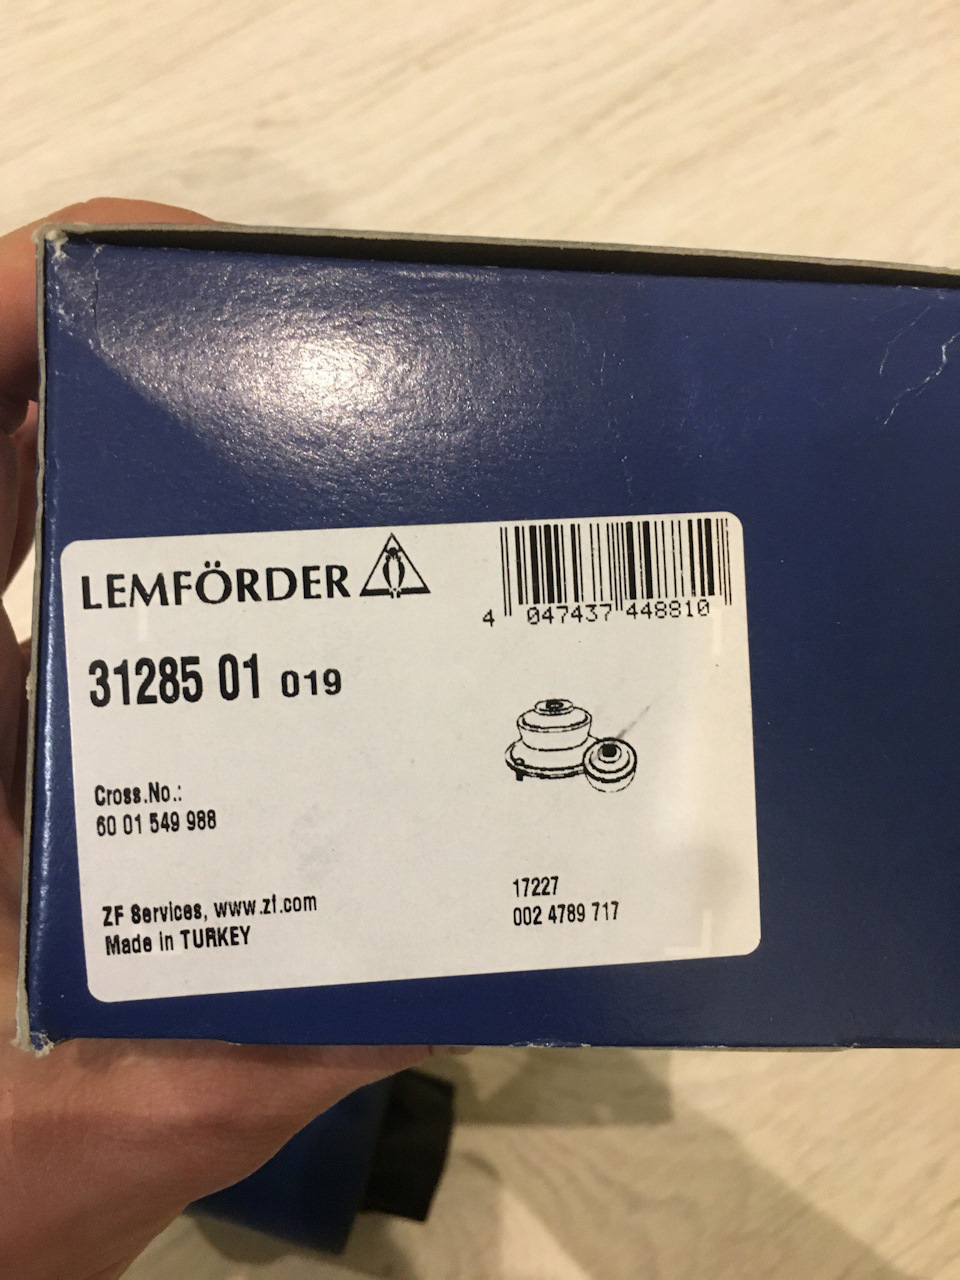 LEMFÖRDER
4 047437 448810
31285 01 019
Cross.No.:
60 01 549 988
ZF Services, www.zf.com
Made in TURKEY
17227
002 4789 717